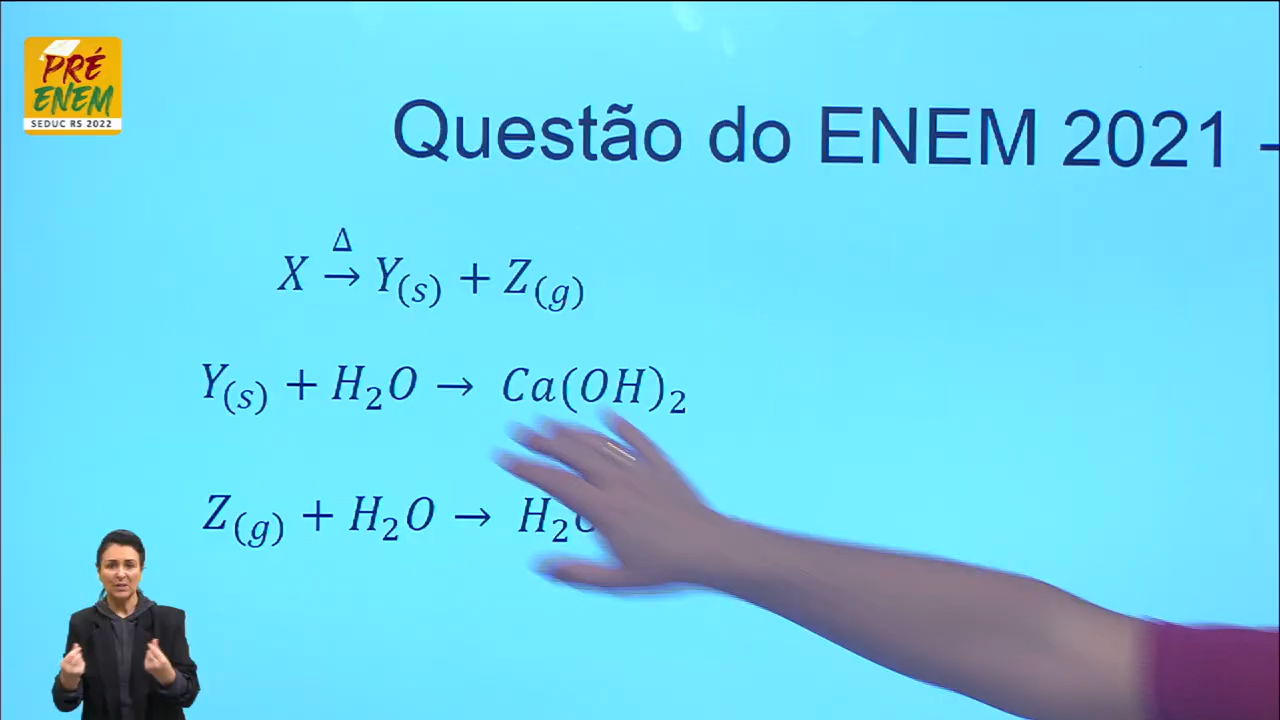 PRÉ
ENEM
SEDUC RS 2022
Questão do ENEM 2021 -
X →^Δ Y(s) + Z(g)
Y(s) + H₂O → Ca(OH)₂
Z(g) + H₂O → H₂